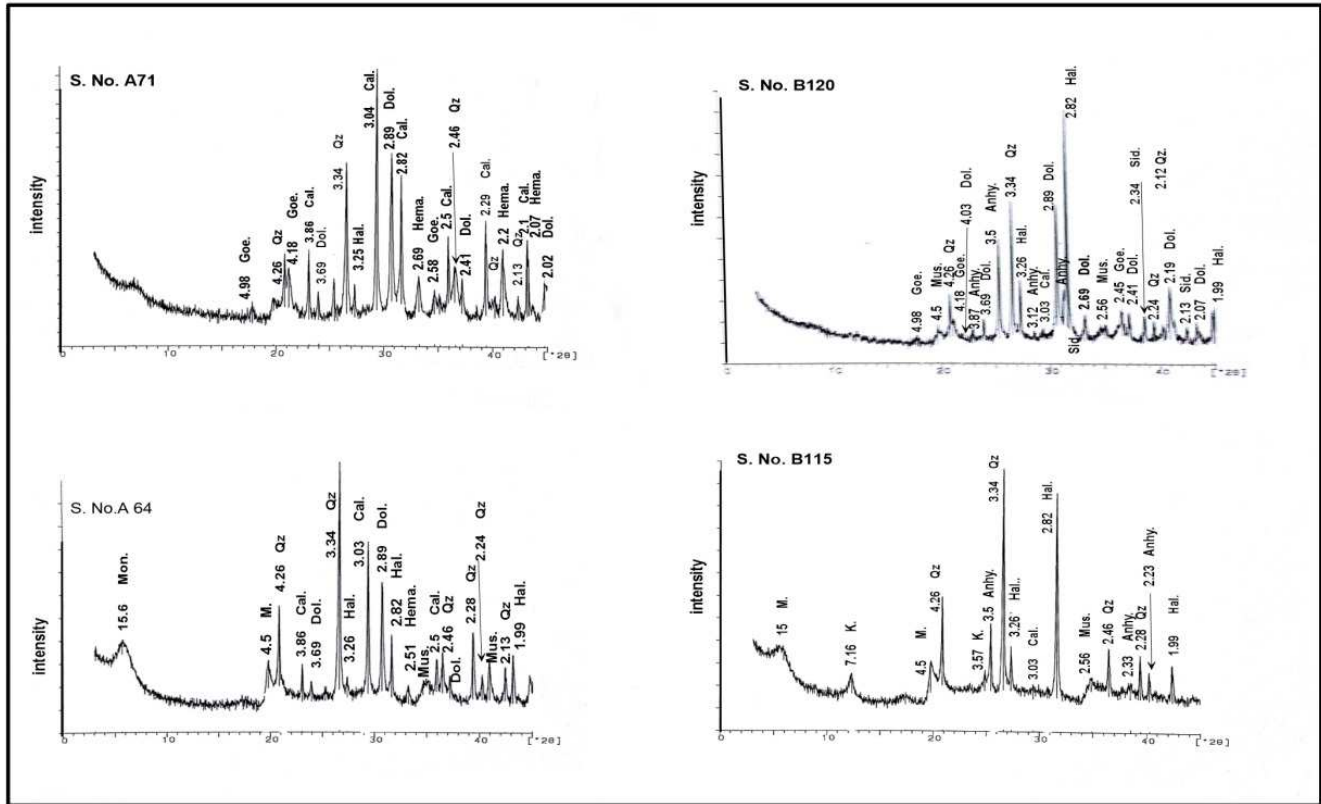 S. No. A71
intensity
4.98 Goe.
4.26 Qz
4.18 Goe.
3.86 Cal.
3.69 Dol.
3.34 Qz
3.25 Hal.
3.04 Cal.
2.89 Dol.
2.82 Cal.
2.69 Hema.
2.58 Goe.
2.5 Cal.
2.46 Qz
2.41 Dol.
2.29 Cal.
Qz
2.2 Hema.
2.13 Qz
2.1 Cal.
2.07 Hema.
2.02 Dol.
0 10 20 30 40 [°2θ]
S. No. B120
intensity
4.98 Goe.
4.5 Mus.
4.26 Qz
4.18 Goe.
4.03 Dol.
3.87 Anhy.
3.69 Dol.
3.5 Anhy.
3.34 Qz
3.26 Hal.
3.12 Anhy.
3.03 Cal.
2.89 Dol.
Anhy.
2.82 Hal.
Sid.
2.69 Dol.
2.56 Mus.
2.45 Goe.
2.41 Dol.
2.34 Sid.
2.24 Qz
2.12 Qz.
2.19 Dol.
2.13 Sid.
2.07 Dol.
1.99 Hal.
0 10 20 30 40 [°2θ]
S. No.A 64
intensity
15.6 Mon.
4.5 M.
4.26 Qz
3.86 Cal.
3.69 Dol.
3.34 Qz
3.26 Hal.
3.03 Cal.
2.89 Dol.
2.82 Hal.
2.51 Hema.
Mus.
2.5 Cal.
2.46 Qz
Dol.
2.28 Qz
2.24 Qz
Mus.
2.13 Qz
1.99 Hal.
0 10 20 30 40 [°2θ]
S. No. B115
intensity
15 M.
7.16 K.
4.5 M.
4.26 Qz
3.57 K.
3.5 Anhy.
3.34 Qz
3.26 Hal..
3.03 Cal.
2.82 Hal.
2.56 Mus.
2.46 Qz
2.33 Anhy.
2.28 Qz
2.23 Anhy.
1.99 Hal.
0 10 20 30 40 [°2θ]